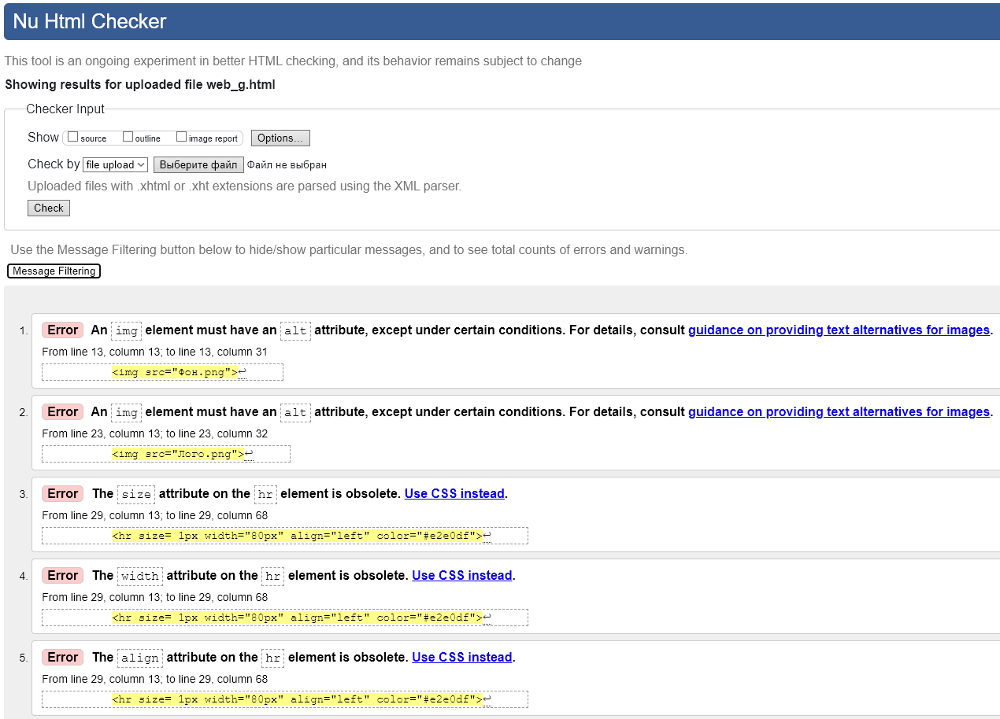 Nu Html Checker
This tool is an ongoing experiment in better HTML checking, and its behavior remains subject to change
Showing results for uploaded file web_g.html
Checker Input
Show source outline image report Options...
Check by file upload Выберите файл Файл не выбран
Uploaded files with .xhtml or .xht extensions are parsed using the XML parser.
Check
Use the Message Filtering button below to hide/show particular messages, and to see total counts of errors and warnings.
Message Filtering
1. Error An img element must have an alt attribute, except under certain conditions. For details, consult guidance on providing text alternatives for images.
From line 13, column 13; to line 13, column 31
<img src="Фон.png">↩
2. Error An img element must have an alt attribute, except under certain conditions. For details, consult guidance on providing text alternatives for images.
From line 23, column 13; to line 23, column 32
<img src="Лого.png">↩
3. Error The size attribute on the hr element is obsolete. Use CSS instead.
From line 29, column 13; to line 29, column 68
<hr size= 1px width="80px" align="left" color="#e2e0df">↩
4. Error The width attribute on the hr element is obsolete. Use CSS instead.
From line 29, column 13; to line 29, column 68
<hr size= 1px width="80px" align="left" color="#e2e0df">↩
5. Error The align attribute on the hr element is obsolete. Use CSS instead.
From line 29, column 13; to line 29, column 68
<hr size= 1px width="80px" align="left" color="#e2e0df">↩